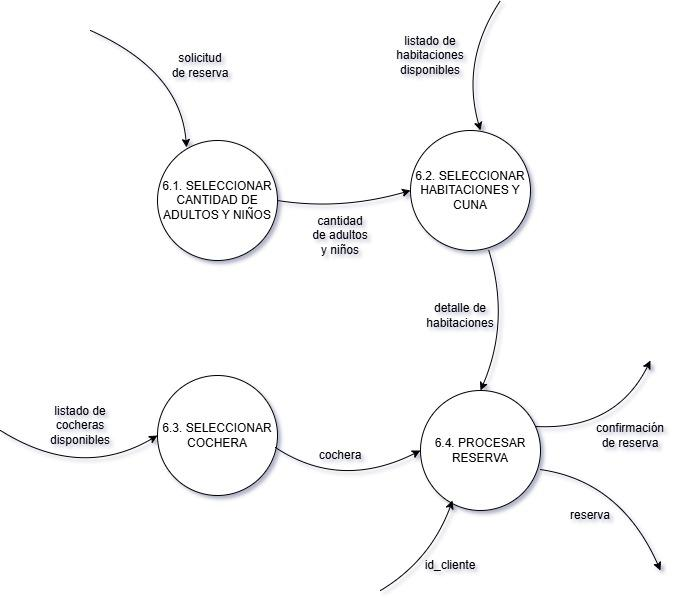 solicitud
de reserva
listado de
habitaciones
disponibles
6.1. SELECCIONAR
CANTIDAD DE
ADULTOS Y NIÑOS
cantidad
de adultos
y niños
6.2. SELECCIONAR
HABITACIONES Y
CUNA
detalle de
habitaciones
listado de
cocheras
disponibles
6.3. SELECCIONAR
COCHERA
cochera
6.4. PROCESAR
RESERVA
confirmación
de reserva
reserva
id_cliente